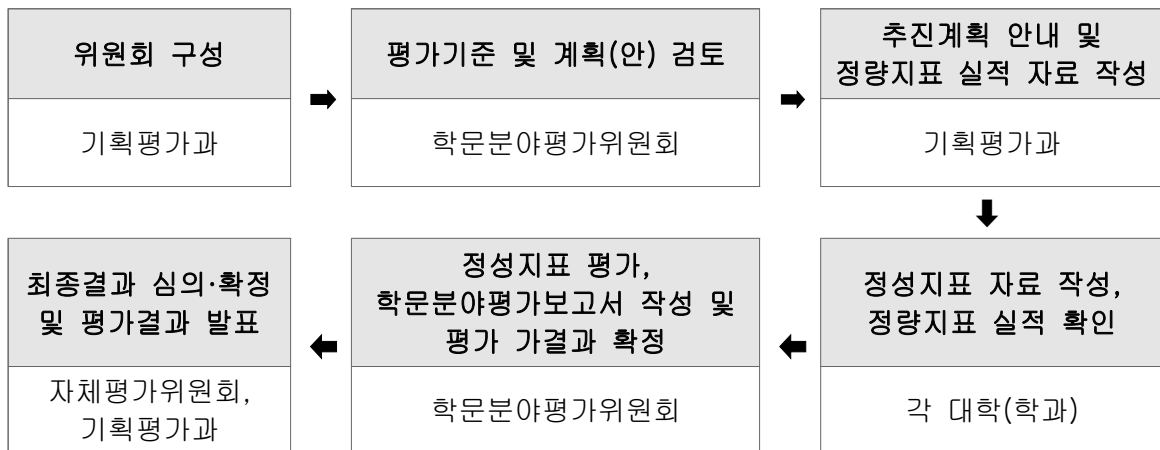 위원회 구성
기획평가과
평가기준 및 계획(안) 검토
학문분야평가위원회
추진계획 안내 및
정량지표 실적 자료 작성
기획평가과
정성지표 자료 작성,
정량지표 실적 확인
각 대학(학과)
정성지표 평가,
학문분야평가보고서 작성 및
평가 가결과 확정
학문분야평가위원회
최종결과 심의·확정
및 평가결과 발표
자체평가위원회,
기획평가과